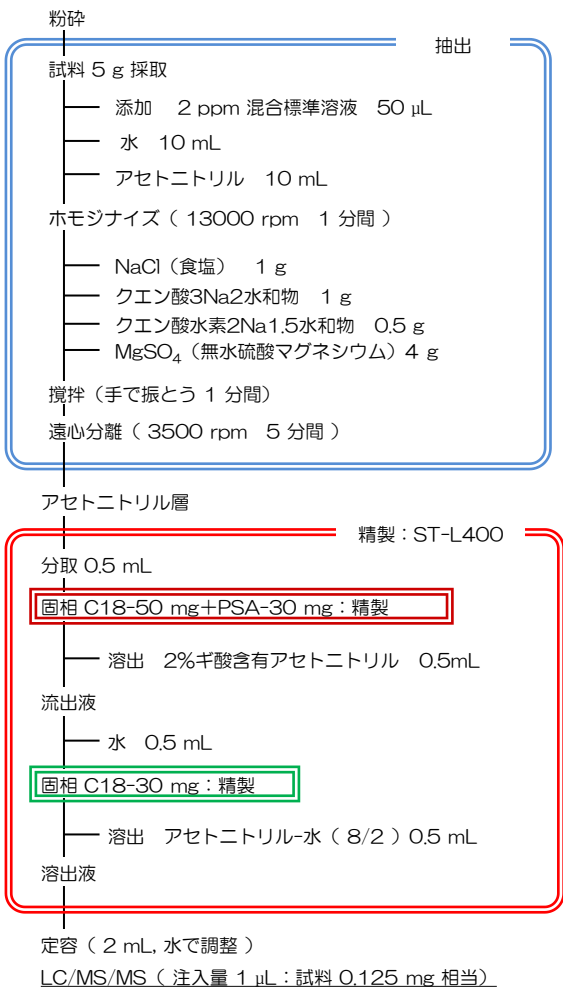 粉砕
抽出
試料 5 g 採取
添加 2 ppm 混合標準溶液 50 μL
水 10 mL
アセトニトリル 10 mL
ホモジナイズ（ 13000 rpm 1 分間 ）
NaCl（食塩） 1 g
クエン酸3Na2水和物 1 g
クエン酸水素2Na1.5水和物 0.5 g
MgSO₄（無水硫酸マグネシウム）4 g
撹拌（手で振とう 1 分間）
遠心分離（ 3500 rpm 5 分間 ）
アセトニトリル層
精製：ST-L400
分取 0.5 mL
固相 C18-50 mg＋PSA-30 mg：精製
溶出 2%ギ酸含有アセトニトリル 0.5mL
流出液
水 0.5 mL
固相 C18-30 mg：精製
溶出 アセトニトリル-水（ 8/2 ）0.5 mL
溶出液
定容（ 2 mL, 水で調整 ）
LC/MS/MS（ 注入量 1 μL：試料 0.125 mg 相当）